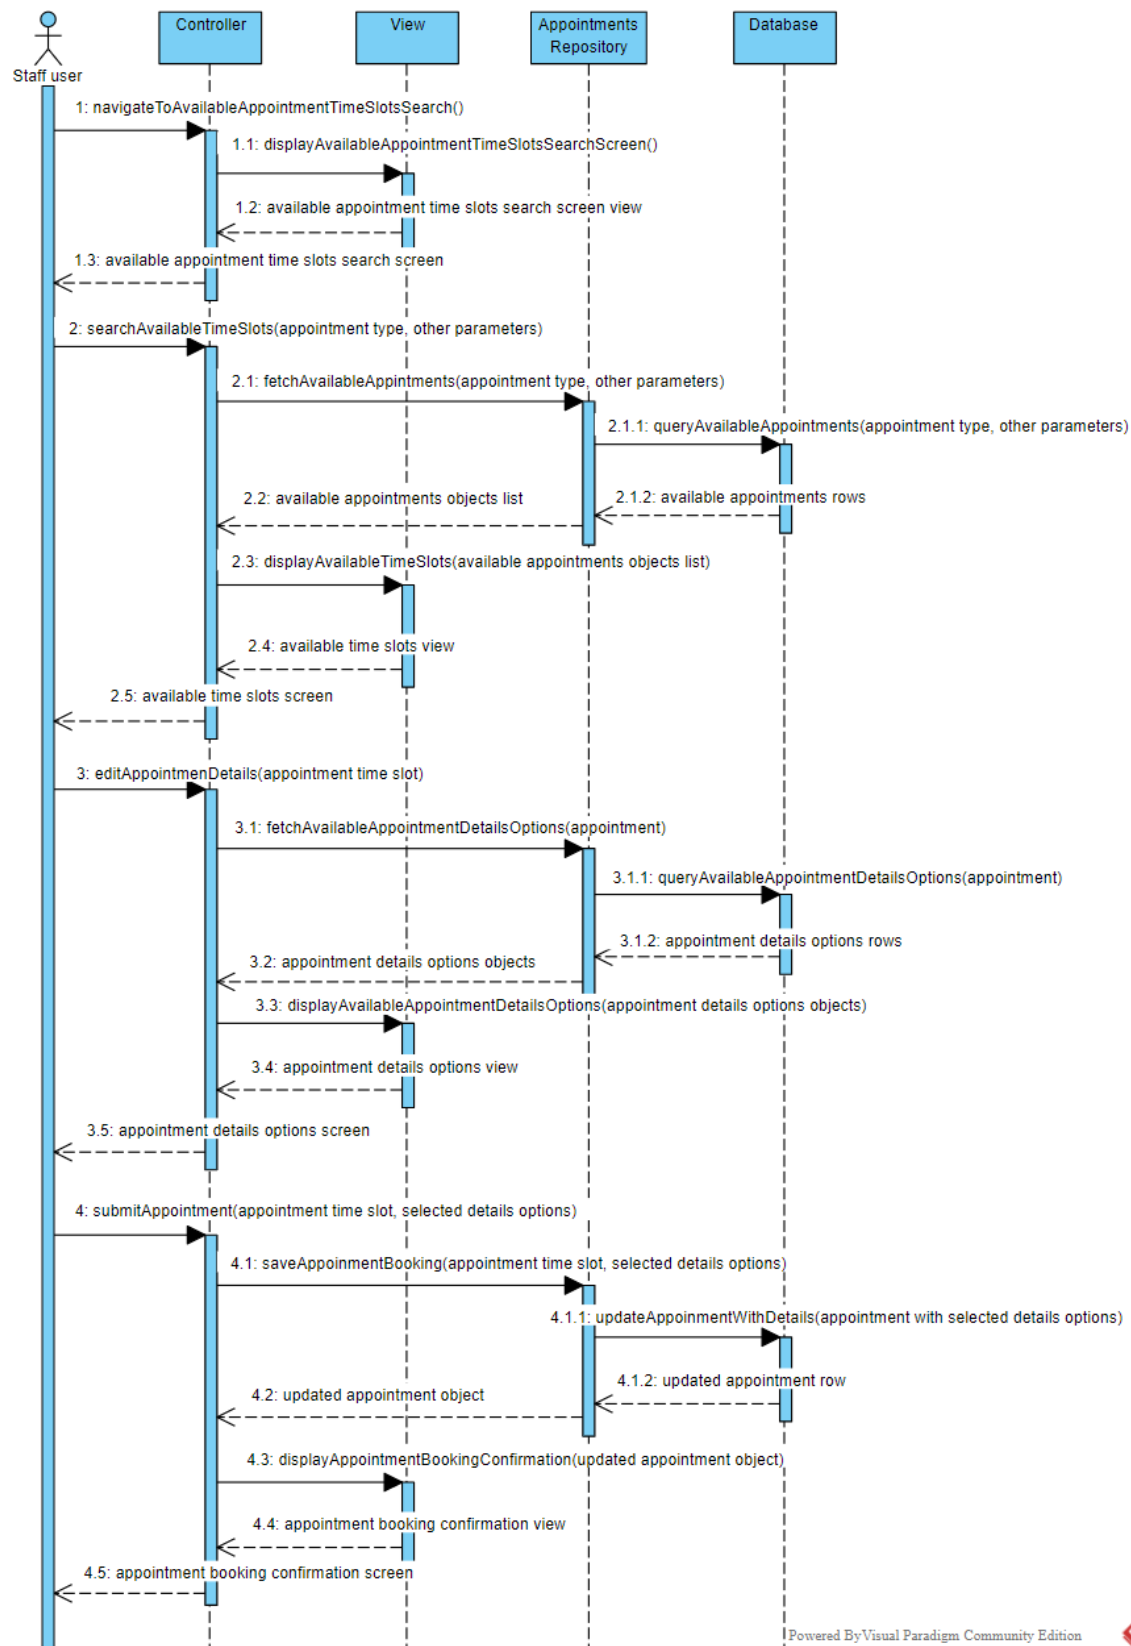 Controller
View
Appointments
Repository
Database
Staff user
1: navigateToAvailableAppointmentTimeSlotsSearch()
1.1: displayAvailableAppointmentTimeSlotsSearchScreen()
1.2: available appointment time slots search screen view
1.3: available appointment time slots search screen
2: searchAvailableTimeSlots(appointment type, other parameters)
2.1: fetchAvailableAppintments(appointment type, other parameters)
2.1.1: queryAvailableAppointments(appointment type, other parameters)
2.1.2: available appointments rows
2.2: available appointments objects list
2.3: displayAvailableTimeSlots(available appointments objects list)
2.4: available time slots view
2.5: available time slots screen
3: editAppointmenDetails(appointment time slot)
3.1: fetchAvailableAppointmentDetailsOptions(appointment)
3.1.1: queryAvailableAppointmentDetailsOptions(appointment)
3.1.2: appointment details options rows
3.2: appointment details options objects
3.3: displayAvailableAppointmentDetailsOptions(appointment details options objects)
3.4: appointment details options view
3.5: appointment details options screen
4: submitAppointment(appointment time slot, selected details options)
4.1: saveAppoinmentBooking(appointment time slot, selected details options)
4.1.1: updateAppoinmentWithDetails(appointment with selected details options)
4.1.2: updated appointment row
4.2: updated appointment object
4.3: displayAppointmentBookingConfirmation(updated appointment object)
4.4: appointment booking confirmation view
4.5: appointment booking confirmation screen
Powered By Visual Paradigm Community Edition